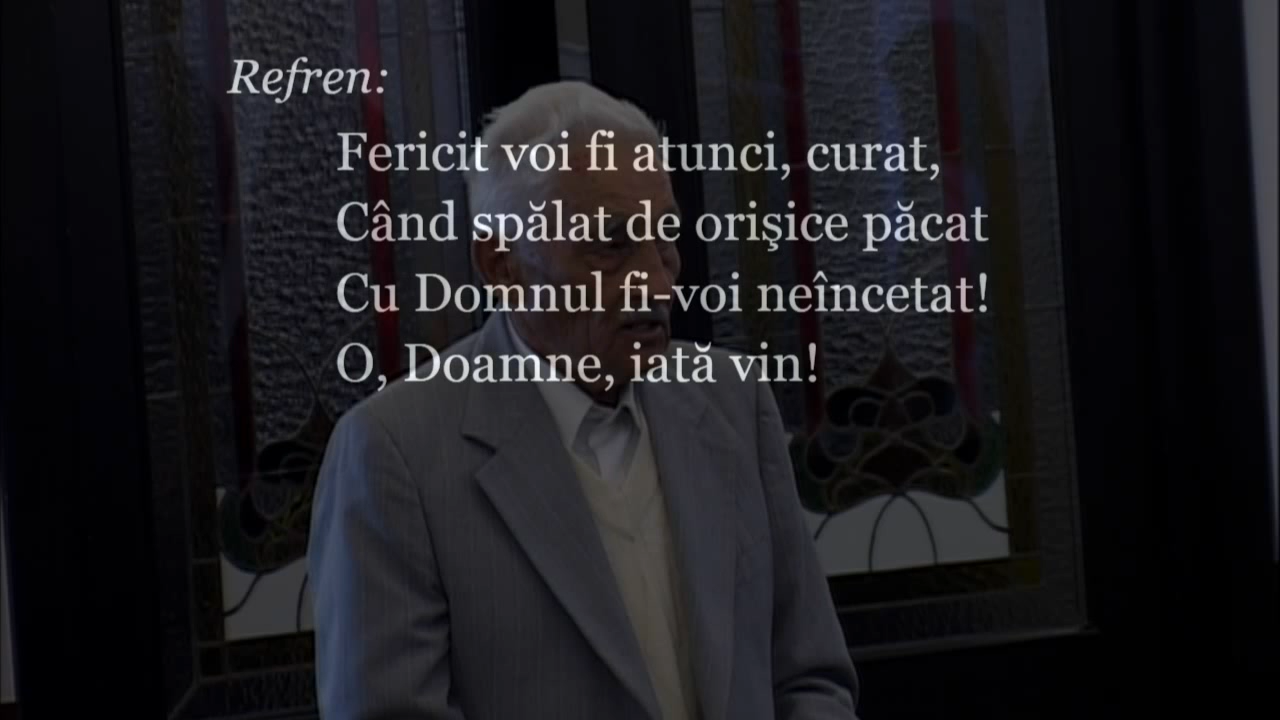 Refren:
Fericit voi fi atunci, curat,
Când spălat de orişice păcat
Cu Domnul fi-voi neîncetat!
O, Doamne, iată vin!